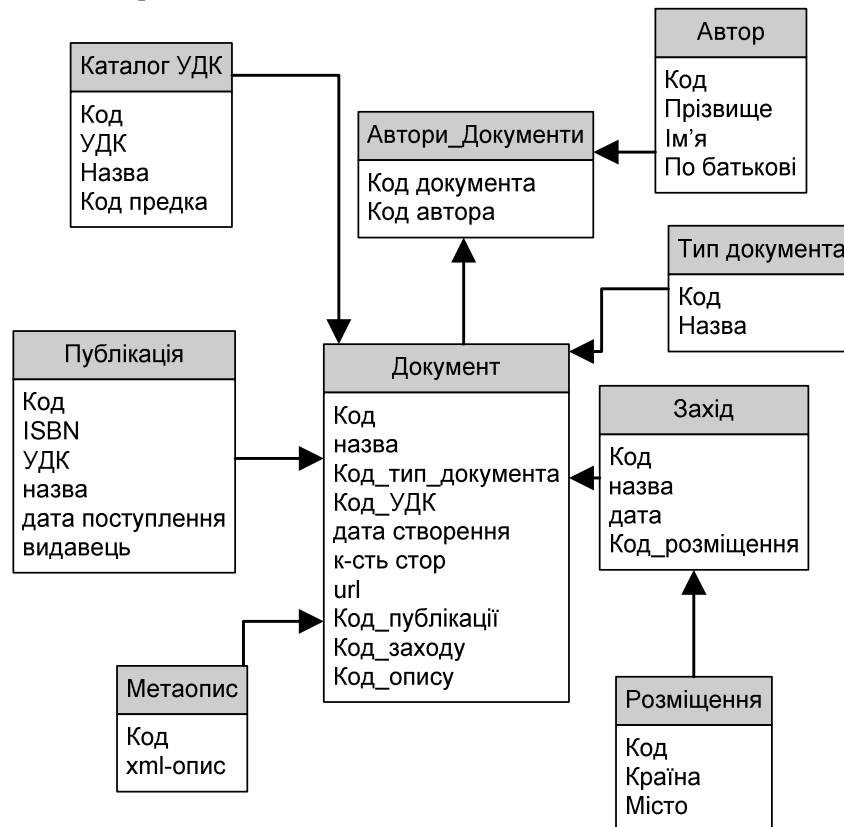 Каталог УДК
Код
УДК
Назва
Код предка
Автори_Документи
Код документа
Код автора
Автор
Код
Прізвище
Ім’я
По батькові
Тип документа
Код
Назва
Публікація
Код
ISBN
УДК
назва
дата поступлення
видавець
Документ
Код
назва
Код_тип_документа
Код_УДК
дата створення
к-сть стор
url
Код_публікації
Код_заходу
Код_опису
Захід
Код
назва
дата
Код_розміщення
Метаопис
Код
xml-опис
Розміщення
Код
Країна
Місто